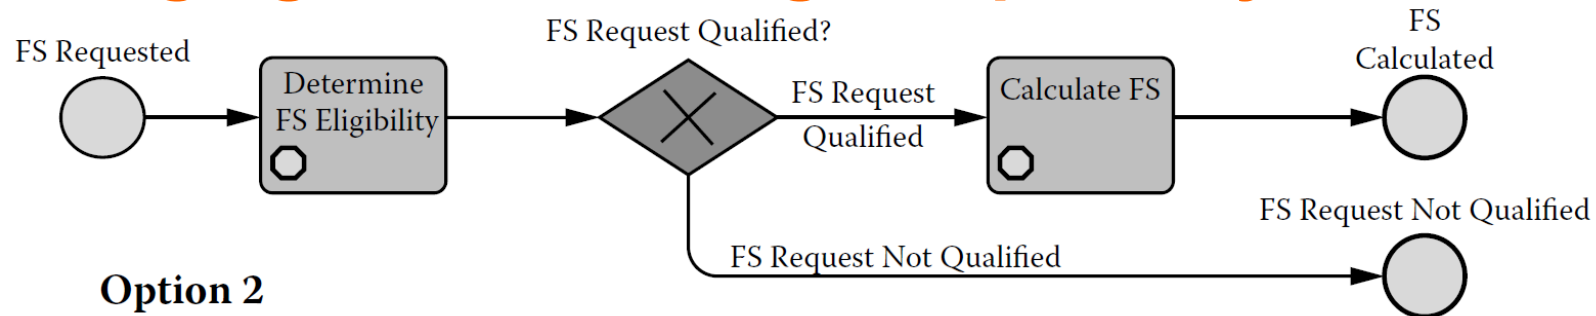 FS Requested
Determine
FS Eligibility
FS Request Qualified?
FS Request
Qualified
Calculate FS
FS
Calculated
FS Request Not Qualified
FS Request Not Qualified
Option 2